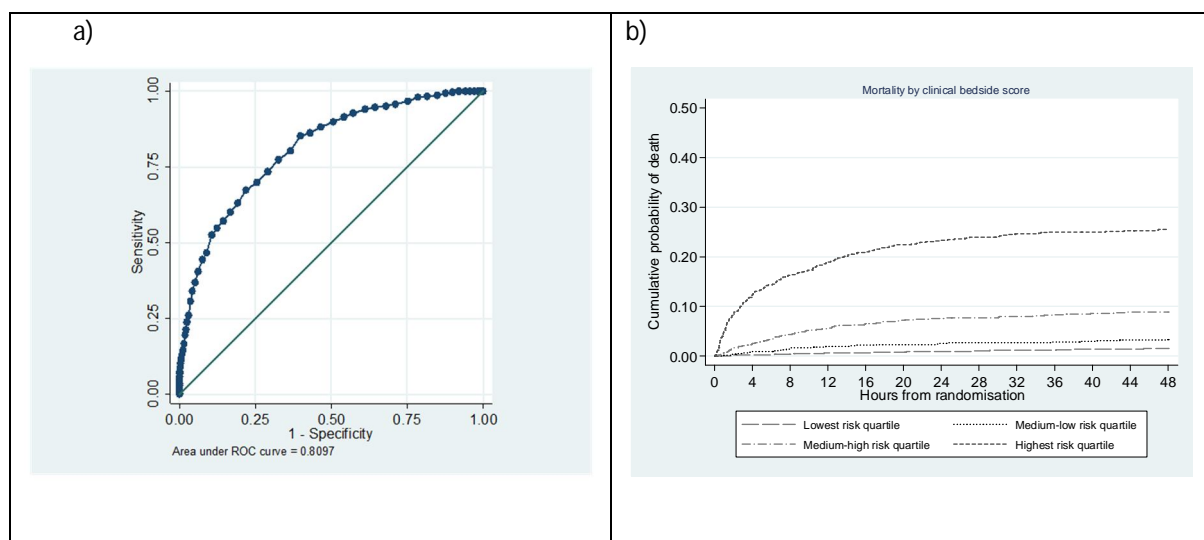 a)
1.00
0.75
0.50
0.25
0.00
Sensitivity
0.00 0.25 0.50 0.75 1.00
1 - Specificity
Area under ROC curve = 0.8097
b)
Mortality by clinical bedside score
0.50
0.40
0.30
0.20
0.10
0.00
Cumulative probability of death
0 4 8 12 16 20 24 28 32 36 40 44 48
Hours from randomisation
Lowest risk quartile Medium-low risk quartile
Medium-high risk quartile Highest risk quartile